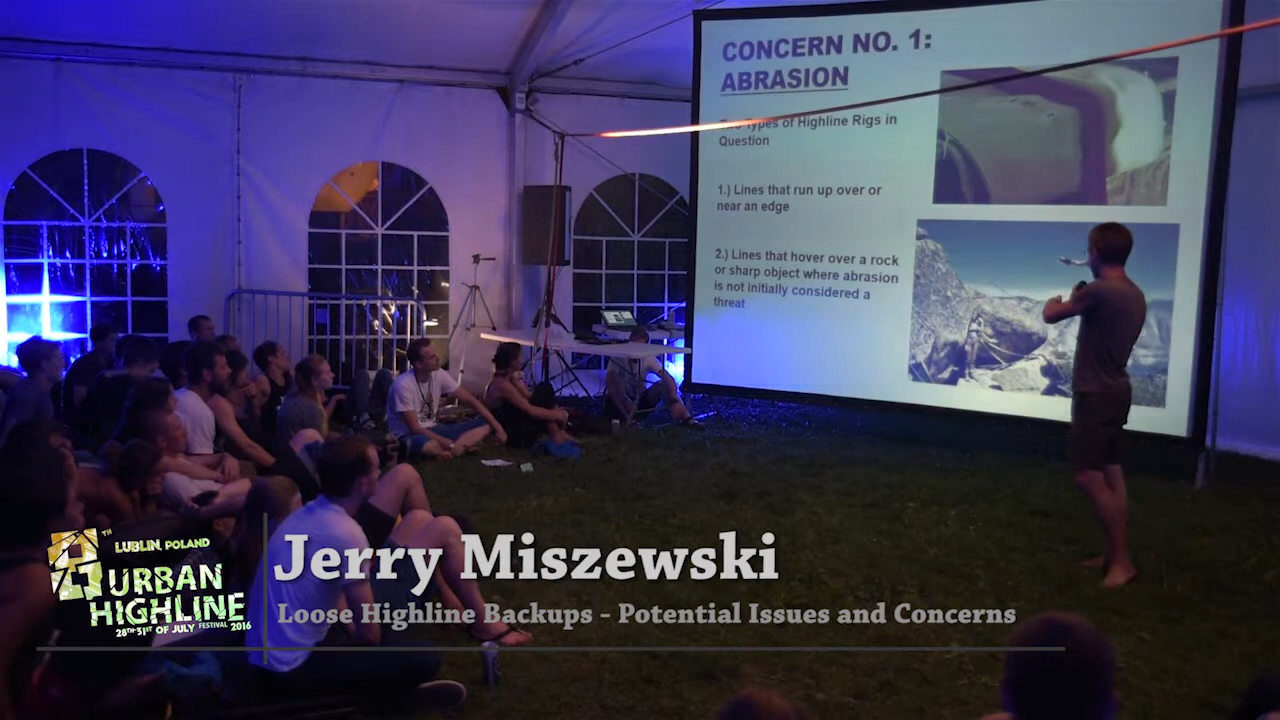 CONCERN NO. 1:
ABRASION
Two Types of Highline Rigs in
Question
1.) Lines that run up over or
near an edge
2.) Lines that hover over a rock
or sharp object where abrasion
is not initially considered a
threat
8TH
LUBLIN, POLAND
URBAN
HIGHLINE
28TH-31ST OF JULY FESTIVAL 2016
Jerry Miszewski
Loose Highline Backups - Potential Issues and Concerns